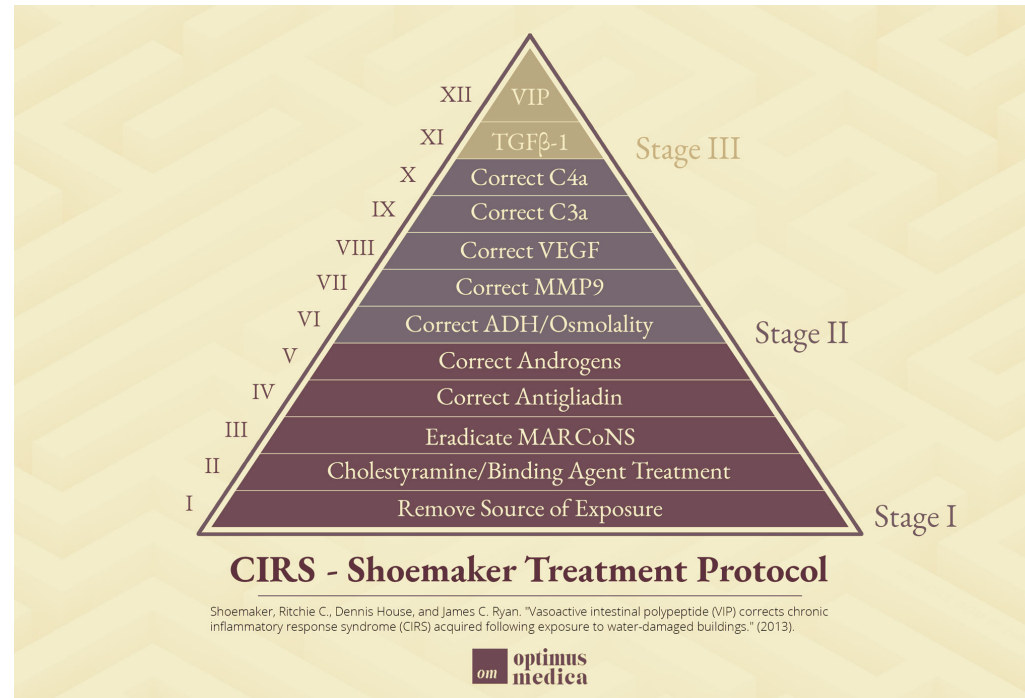 XII
VIP
XI
TGFβ-1
Stage III
X
Correct C4a
IX
Correct C3a
VIII
Correct VEGF
VII
Correct MMP9
VI
Correct ADH/Osmolality
Stage II
V
Correct Androgens
IV
Correct Antigliadin
III
Eradicate MARCoNS
II
Cholestyramine/Binding Agent Treatment
I
Remove Source of Exposure
Stage I
CIRS - Shoemaker Treatment Protocol
Shoemaker, Ritchie C., Dennis House, and James C. Ryan. "Vasoactive intestinal polypeptide (VIP) corrects chronic
inflammatory response syndrome (CIRS) acquired following exposure to water-damaged buildings." (2013).
om
optimus
medica